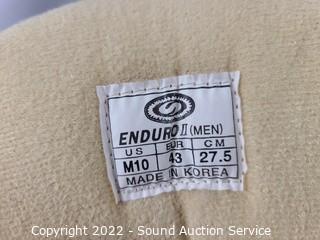 ENDURO II (MEN)
US EUR CM
M10 43 27.5
MADE IN KOREA
Copyright 2022 - Sound Auction Service